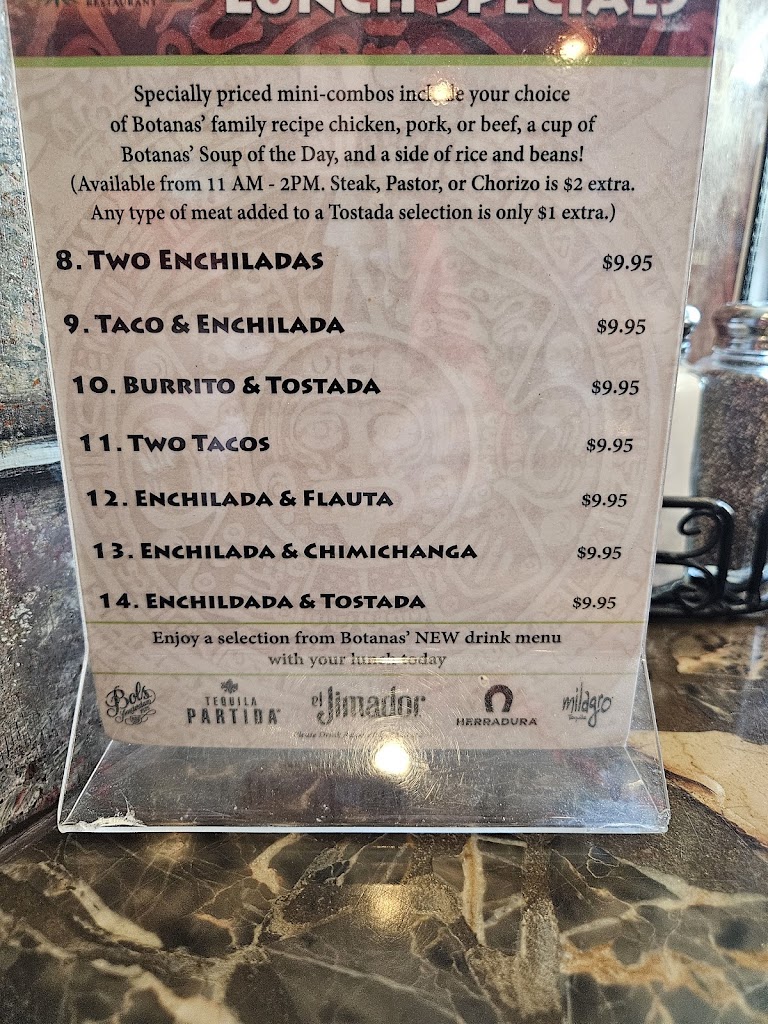 RESTAURANT
LUNCH SPECIALS
Specially priced mini-combos include your choice
of Botanas' family recipe chicken, pork, or beef, a cup of
Botanas' Soup of the Day, and a side of rice and beans!
(Available from 11 AM - 2PM. Steak, Pastor, or Chorizo is $2 extra.
Any type of meat added to a Tostada selection is only $1 extra.)
8. TWO ENCHILADAS $9.95
9. TACO & ENCHILADA $9.95
10. BURRITO & TOSTADA $9.95
11. TWO TACOS $9.95
12. ENCHILADA & FLAUTA $9.95
13. ENCHILADA & CHIMICHANGA $9.95
14. ENCHILDADA & TOSTADA $9.95
Enjoy a selection from Botanas' NEW drink menu
with your lunch today
Bols TEQUILA PARTIDA el Jimador HERRADURA milagro
Please Drink